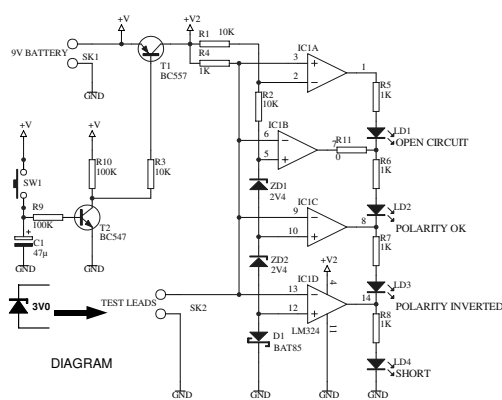 +V
+V2
R1
10K
9V BATTERY
SK1
T1
BC557
R4
1K
IC1A
3
2
1
GND
R2
10K
R5
1K
LD1
OPEN CIRCUIT
+V
+V
IC1B
6
5
7
R11
0
R6
1K
R10
100K
R3
10K
SW1
ZD1
2V4
LD2
POLARITY OK
R9
100K
T2
BC547
IC1C
9
10
8
C1
47µ
+
R7
1K
GND
GND
ZD2
2V4
LD3
POLARITY INVERTED
3V0
TEST LEADS
SK2
IC1D
+V2
4
13
12
14
11
LM324
R8
1K
D1
BAT85
DIAGRAM
LD4
SHORT
GND
GND
GND
GND